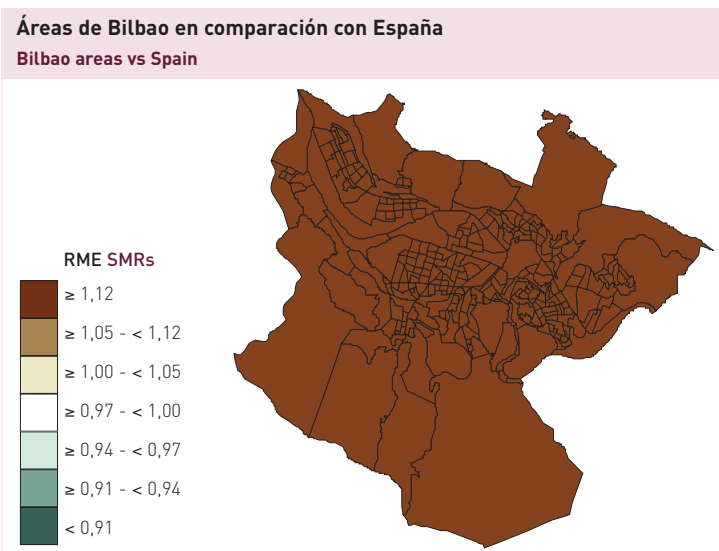 Áreas de Bilbao en comparación con España
Bilbao areas vs Spain
RME SMRs
≥ 1,12
≥ 1,05 - < 1,12
≥ 1,00 - < 1,05
≥ 0,97 - < 1,00
≥ 0,94 - < 0,97
≥ 0,91 - < 0,94
< 0,91